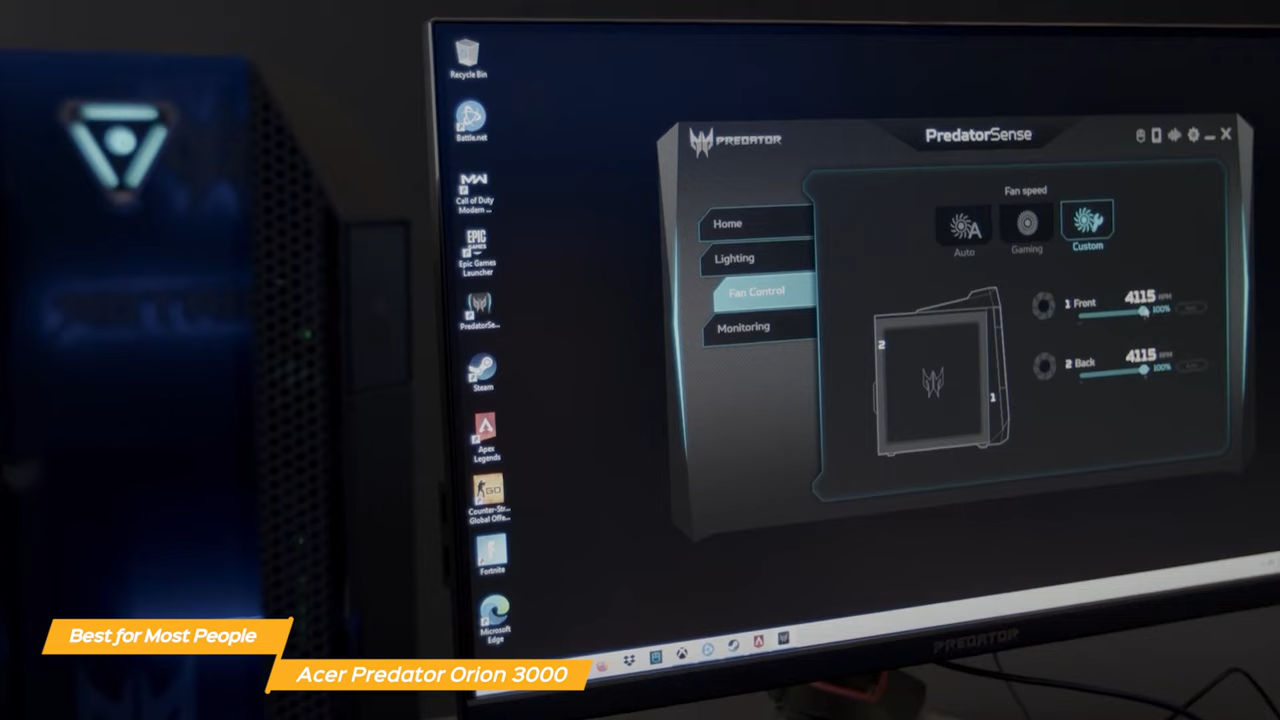 Recycle Bin
Battle.net
Call of Duty
Modern ...
EPIC
GAMES
Epic Games
Launcher
PredatorSe...
Steam
Apex
Legends
GO
Counter-Str...
Global Offe...
Fortnite
Microsoft
Edge
PREDATOR
PredatorSense
Home
Lighting
Fan Control
Monitoring
Fan speed
A
Auto
Gaming
Custom
1 Front
4115 RPM
100%
2 Back
4115 RPM
100%
2
1
PREDATOR
Best for Most People
Acer Predator Orion 3000